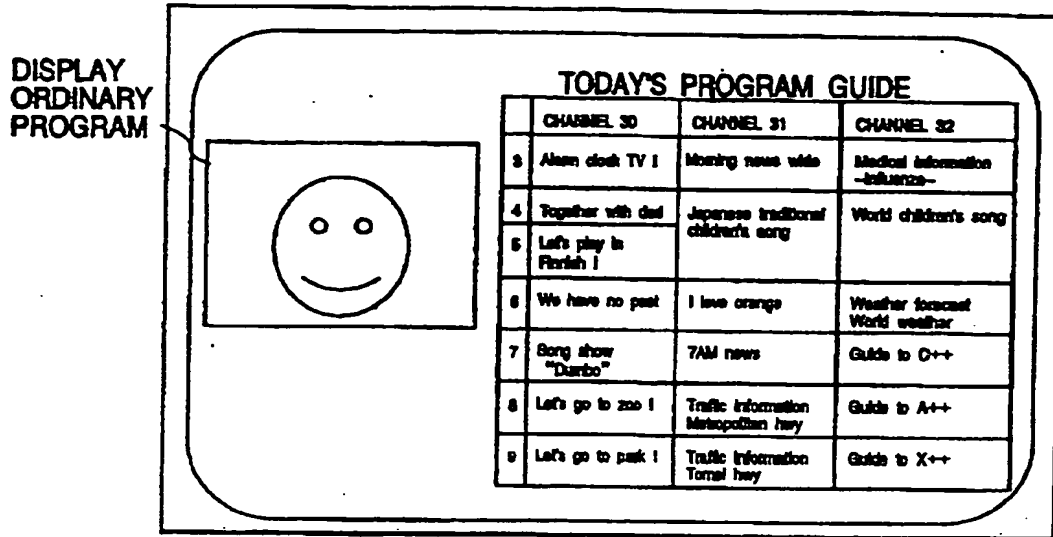 DISPLAY
ORDINARY
PROGRAM
TODAY'S PROGRAM GUIDE
CHANNEL 30 CHANNEL 31 CHANNEL 32
3 Alarm clock TV ! Morning news wide Medical information
–Influenza–
4 Together with dad Japanese traditional World children's song
children's song
5 Let's play in
Finnish !
6 We have no past I love orange Weather forecast
World weather
7 Song show 7AM news Guide to C++
"Dumbo"
8 Let's go to zoo ! Traffic information Guide to A++
Metropolitan hwy
9 Let's go to park ! Traffic information Guide to X++
hwy